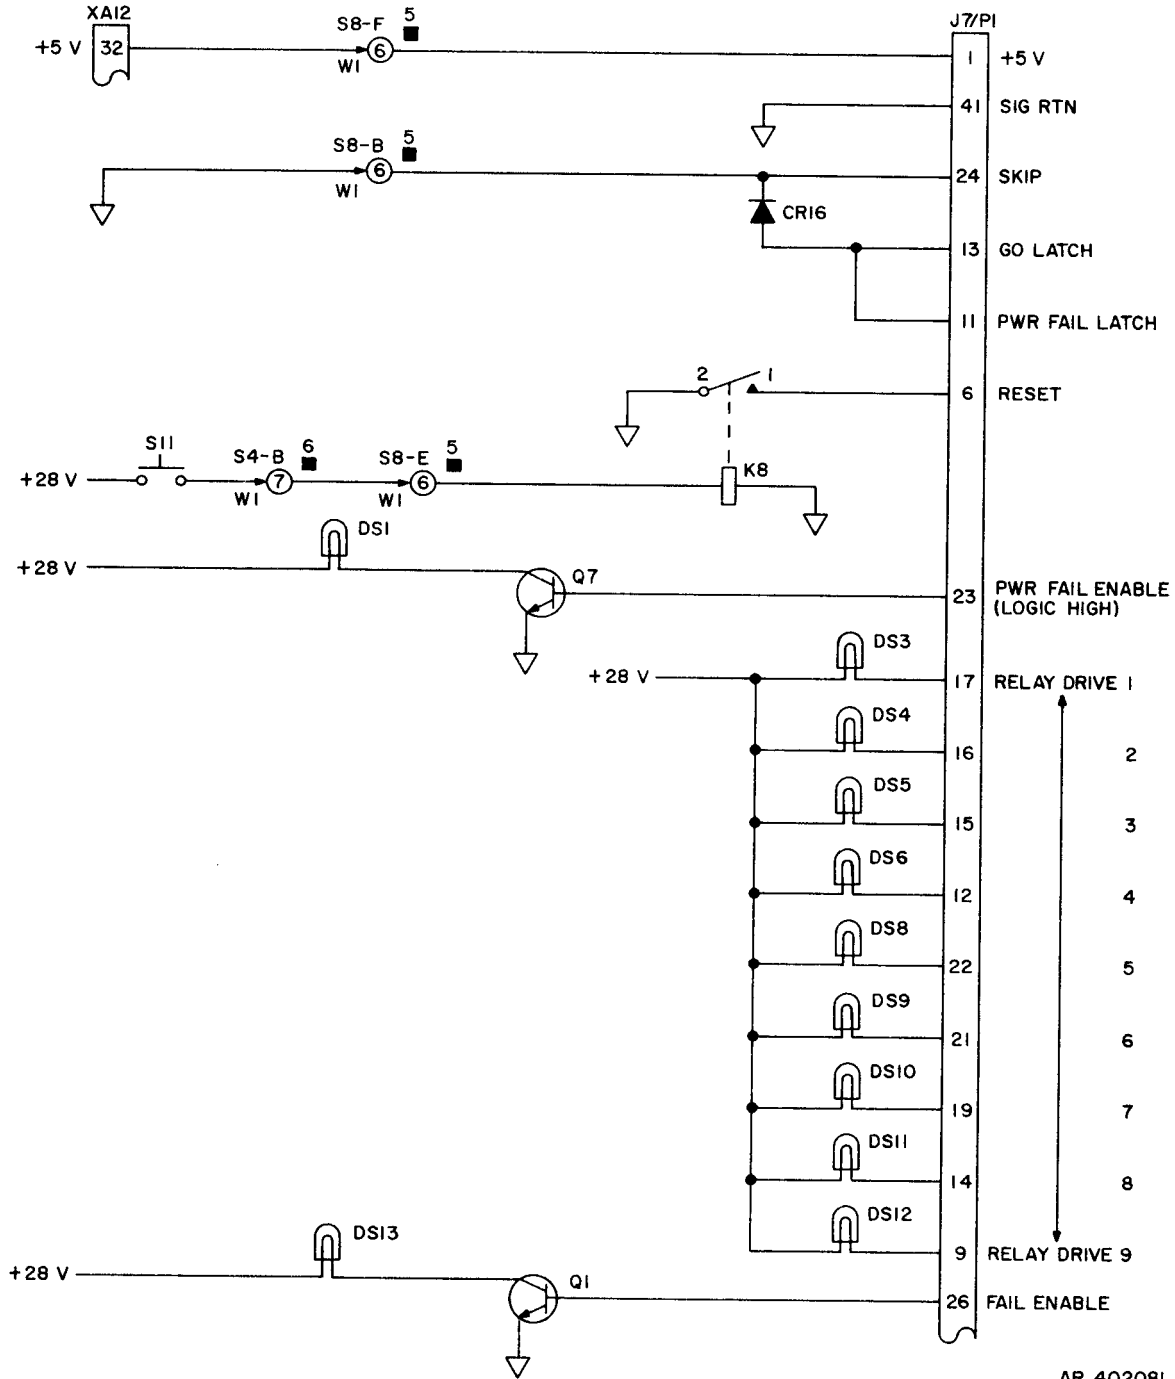 XA12
J7/P1
+5 V 32
S8-F 5
W1 6
1 +5 V
41 SIG RTN
S8-B 5
W1 6
24 SKIP
CR16
13 GO LATCH
11 PWR FAIL LATCH
2 1
6 RESET
S11
+28 V
S4-B 6
W1 7
S8-E 5
W1 6
K8
DS1
+28 V
Q7
23 PWR FAIL ENABLE
(LOGIC HIGH)
DS3
+28 V
17 RELAY DRIVE 1
DS4
16 2
DS5
15 3
DS6
12 4
DS8
22 5
DS9
21 6
DS10
19 7
DS11
14 8
DS12
9 RELAY DRIVE 9
DS13
+28 V
Q1
26 FAIL ENABLE
AR 402081